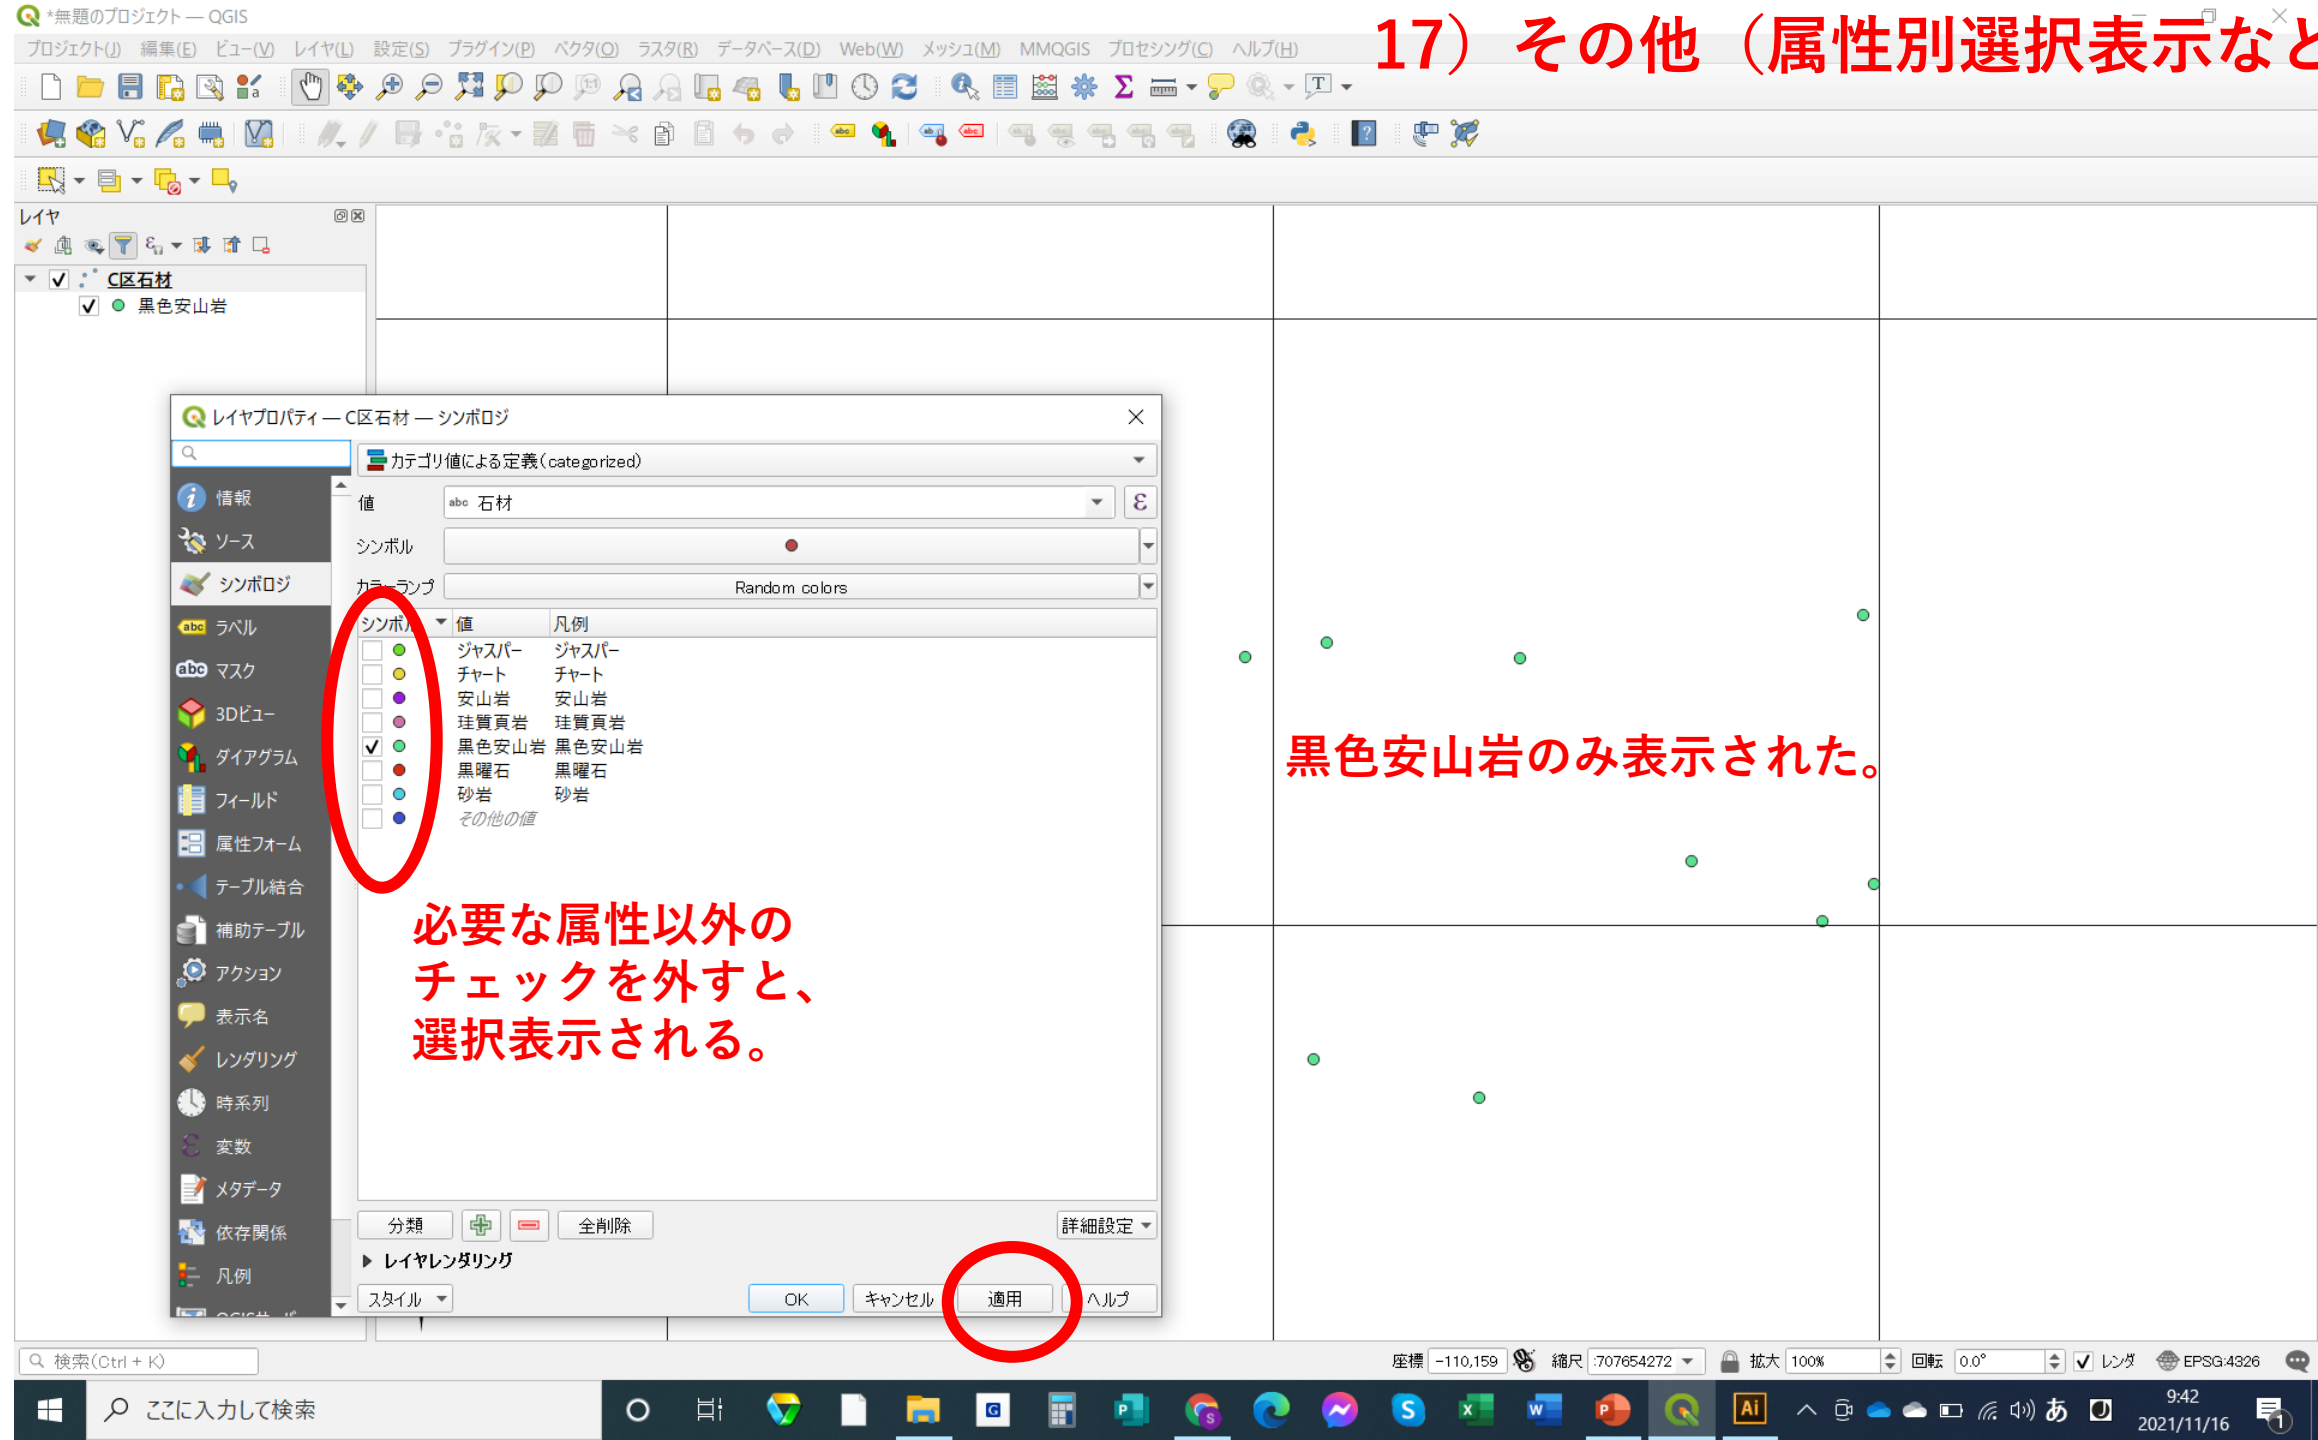 *無題のプロジェクト — QGIS
17）その他（属性別選択表示など
プロジェクト(J) 編集(E) ビュー(V) レイヤ(L) 設定(S) プラグイン(P) ベクタ(O) ラスタ(R) データベース(D) Web(W) メッシュ(M) MMQGIS プロセシング(C) ヘルプ(H)
レイヤ
C区石材
黒色安山岩
レイヤプロパティ — C区石材 — シンボロジ
カテゴリ値による定義(categorized)
情報
値 abc 石材
ソース
シンボル
シンボロジ
カラーランプ Random colors
abc ラベル
シンボル 値 凡例
ジャスパー ジャスパー
abc マスク
チャート チャート
安山岩 安山岩
3Dビュー
珪質頁岩 珪質頁岩
黒色安山岩 黒色安山岩
ダイアグラム
黒曜石 黒曜石
フィールド
砂岩 砂岩
その他の値
黒色安山岩のみ表示された。
属性フォーム
テーブル結合
補助テーブル
アクション
表示名
レンダリング
時系列
変数
メタデータ
依存関係
凡例
必要な属性以外の
チェックを外すと、
選択表示される。
分類 全削除 詳細設定
レイヤレンダリング
スタイル OK キャンセル 適用 ヘルプ
検索(Ctrl + K) 座標 -110,159 縮尺 :707654272 拡大 100% 回転 0.0° レンダ EPSG:4326
ここに入力して検索 あ 9:42
2021/11/16